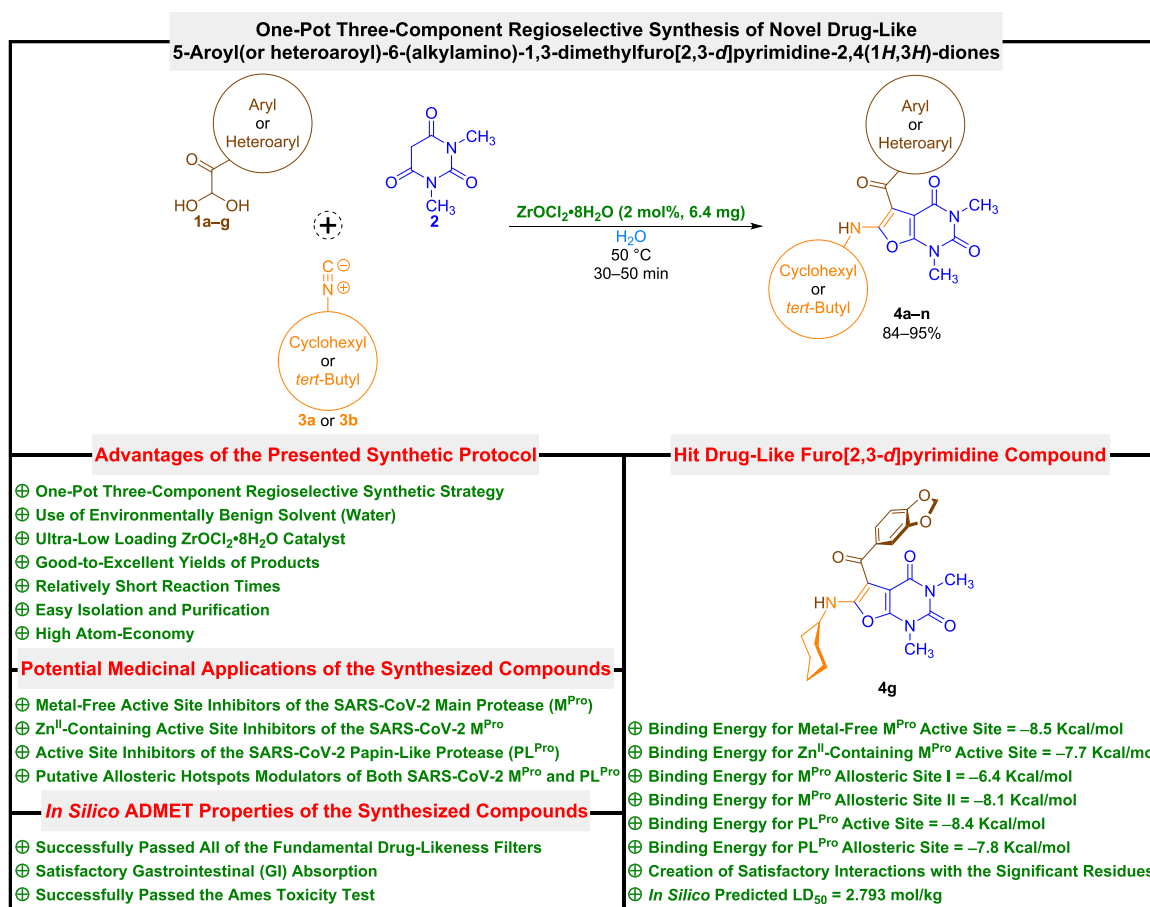 One-Pot Three-Component Regioselective Synthesis of Novel Drug-Like
5-Aroyl(or heteroaroyl)-6-(alkylamino)-1,3-dimethylfuro[2,3-d]pyrimidine-2,4(1H,3H)-diones
Aryl
or
Heteroaryl
O
HO OH
1a–g
O
CH3
N
O N O
CH3
2
C⊖
N⊕
Cyclohexyl
or
tert-Butyl
3a or 3b
ZrOCl2•8H2O (2 mol%, 6.4 mg)
H2O
50 °C
30–50 min
Aryl
or
Heteroaryl
O
O
CH3
N
HN
O N O
CH3
Cyclohexyl
or
tert-Butyl
4a–n
84–95%
Advantages of the Presented Synthetic Protocol
⊕ One-Pot Three-Component Regioselective Synthetic Strategy
⊕ Use of Environmentally Benign Solvent (Water)
⊕ Ultra-Low Loading ZrOCl2•8H2O Catalyst
⊕ Good-to-Excellent Yields of Products
⊕ Relatively Short Reaction Times
⊕ Easy Isolation and Purification
⊕ High Atom-Economy
Potential Medicinal Applications of the Synthesized Compounds
⊕ Metal-Free Active Site Inhibitors of the SARS-CoV-2 Main Protease (MPro)
⊕ ZnII-Containing Active Site Inhibitors of the SARS-CoV-2 MPro
⊕ Active Site Inhibitors of the SARS-CoV-2 Papin-Like Protease (PLPro)
⊕ Putative Allosteric Hotspots Modulators of Both SARS-CoV-2 MPro and PLPro
In Silico ADMET Properties of the Synthesized Compounds
⊕ Successfully Passed All of the Fundamental Drug-Likeness Filters
⊕ Satisfactory Gastrointestinal (GI) Absorption
⊕ Successfully Passed the Ames Toxicity Test
Hit Drug-Like Furo[2,3-d]pyrimidine Compound
O
O
O
O
CH3
N
HN
O N O
CH3
4g
⊕ Binding Energy for Metal-Free MPro Active Site = –8.5 Kcal/mol
⊕ Binding Energy for ZnII-Containing MPro Active Site = –7.7 Kcal/mo
⊕ Binding Energy for MPro Allosteric Site I = –6.4 Kcal/mol
⊕ Binding Energy for MPro Allosteric Site II = –8.1 Kcal/mol
⊕ Binding Energy for PLPro Active Site = –8.4 Kcal/mol
⊕ Binding Energy for PLPro Allosteric Site = –7.8 Kcal/mol
⊕ Creation of Satisfactory Interactions with the Significant Residues
⊕ In Silico Predicted LD50 = 2.793 mol/kg